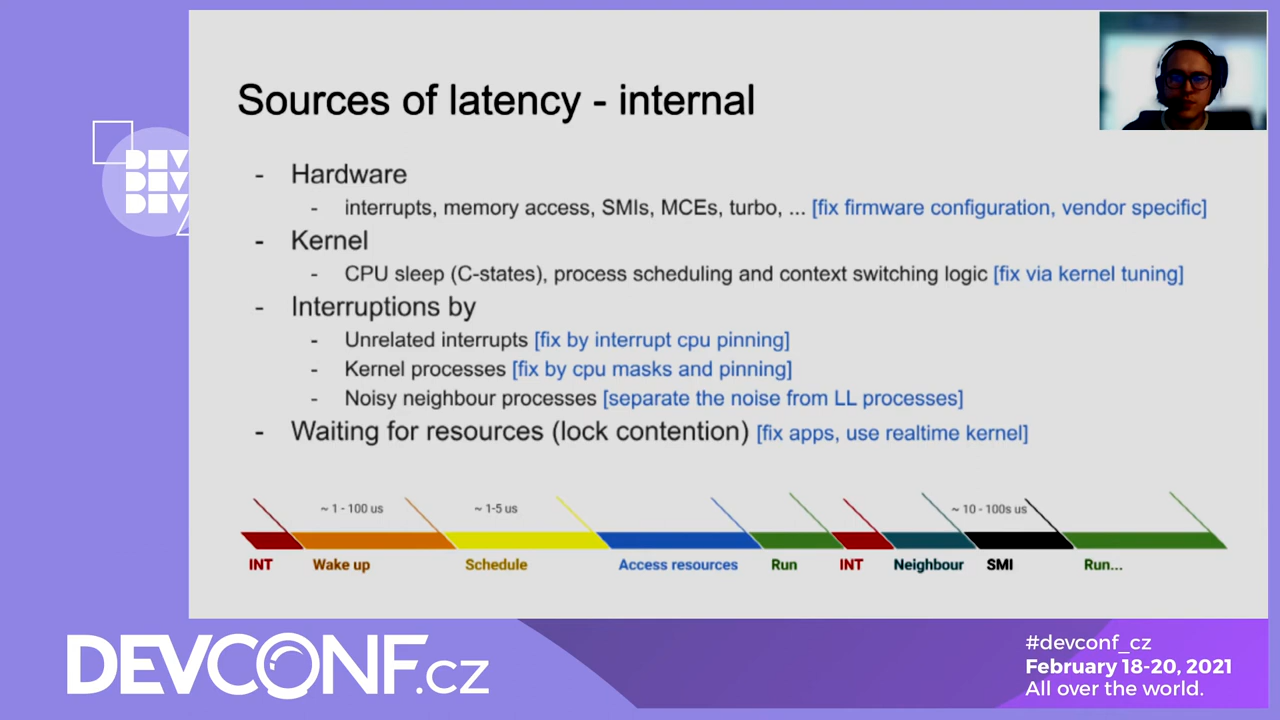 Sources of latency - internal
- Hardware
- interrupts, memory access, SMIs, MCEs, turbo, ... [fix firmware configuration, vendor specific]
- Kernel
- CPU sleep (C-states), process scheduling and context switching logic [fix via kernel tuning]
- Interruptions by
- Unrelated interrupts [fix by interrupt cpu pinning]
- Kernel processes [fix by cpu masks and pinning]
- Noisy neighbour processes [separate the noise from LL processes]
- Waiting for resources (lock contention) [fix apps, use realtime kernel]
~ 1 - 100 us ~ 1-5 us ~ 10 - 100s us
INT Wake up Schedule Access resources Run INT Neighbour SMI Run...
DEV
DEV
DEV
DEVCONF.cz
#devconf_cz
February 18-20, 2021
All over the world.